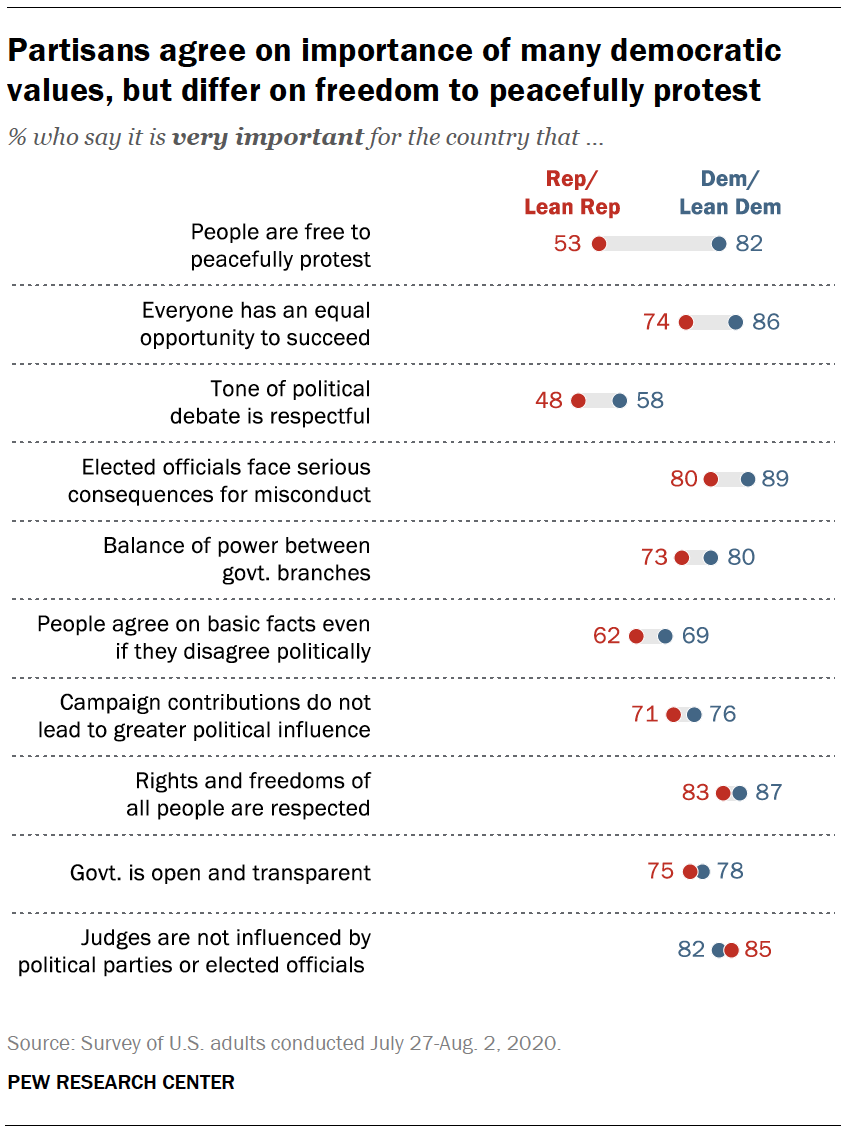 Partisans agree on importance of many democratic
values, but differ on freedom to peacefully protest
% who say it is very important for the country that ...
Rep/
Lean Rep
Dem/
Lean Dem
People are free to
peacefully protest
53 82
Everyone has an equal
opportunity to succeed
74 86
Tone of political
debate is respectful
48 58
Elected officials face serious
consequences for misconduct
80 89
Balance of power between
govt. branches
73 80
People agree on basic facts even
if they disagree politically
62 69
Campaign contributions do not
lead to greater political influence
71 76
Rights and freedoms of
all people are respected
83 87
Govt. is open and transparent
75 78
Judges are not influenced by
political parties or elected officials
82 85
Source: Survey of U.S. adults conducted July 27-Aug. 2, 2020.
PEW RESEARCH CENTER